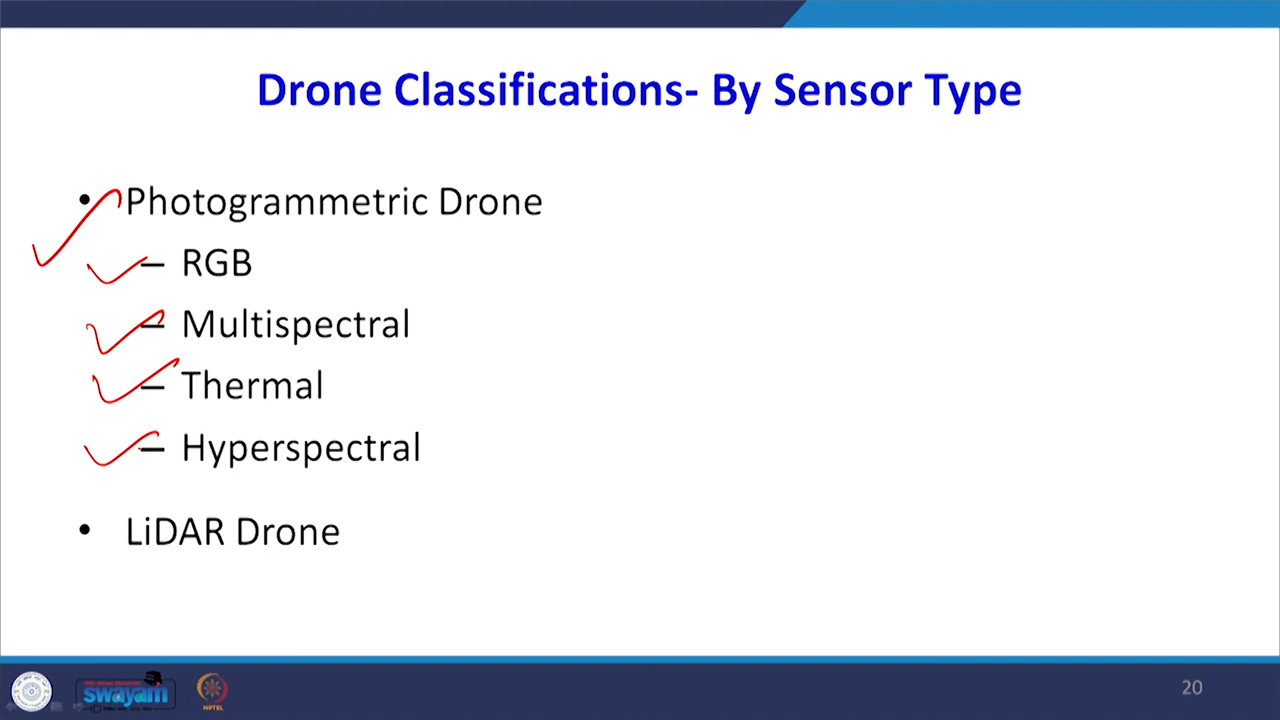 Drone Classifications- By Sensor Type
• Photogrammetric Drone
– RGB
– Multispectral
– Thermal
– Hyperspectral
• LiDAR Drone
swayam
NPTEL
20